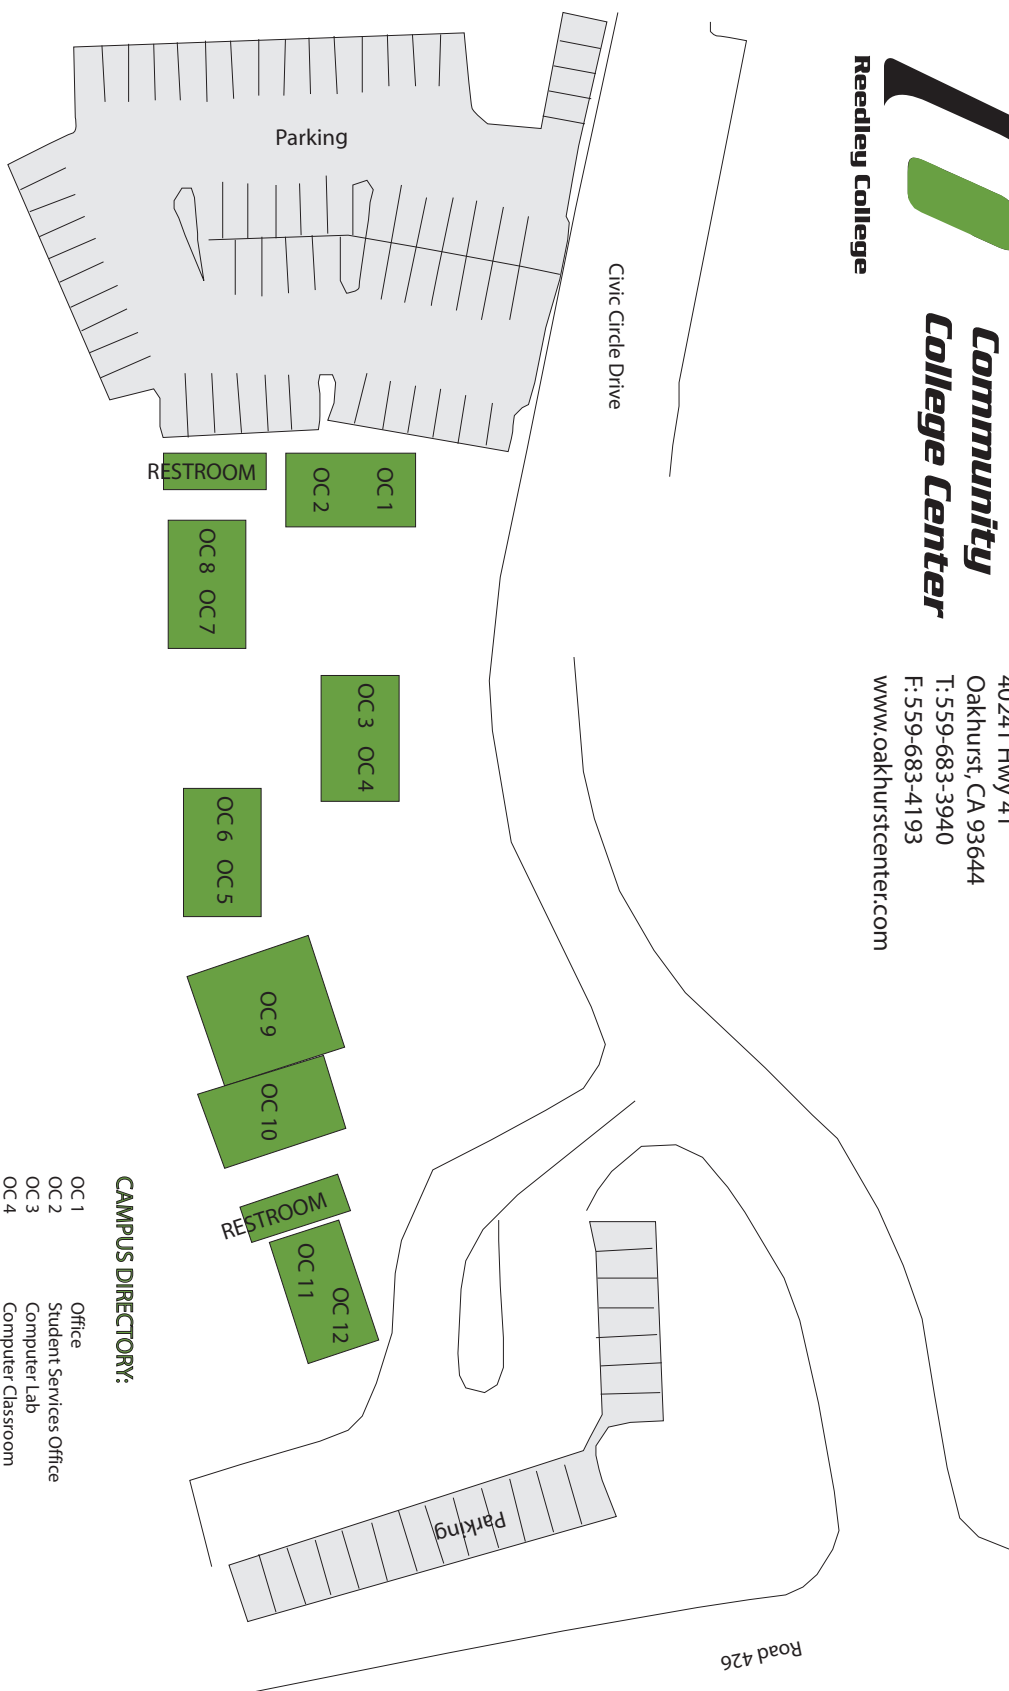 Reedley College
Community
College Center
40241 Hwy 41
Oakhurst, CA 93644
T: 559-683-3940
F: 559-683-4193
www.oakhurstcenter.com
Parking
Civic Circle Drive
RESTROOM
OC 1
OC 2
OC 8 OC 7
OC 3 OC 4
OC 6 OC 5
OC 9
OC 10
RESTROOM
OC 12
OC 11
Parking
Road 426
CAMPUS DIRECTORY:
OC 1 Office
OC 2 Student Services Office
OC 3 Computer Lab
OC 4 Computer Classroom